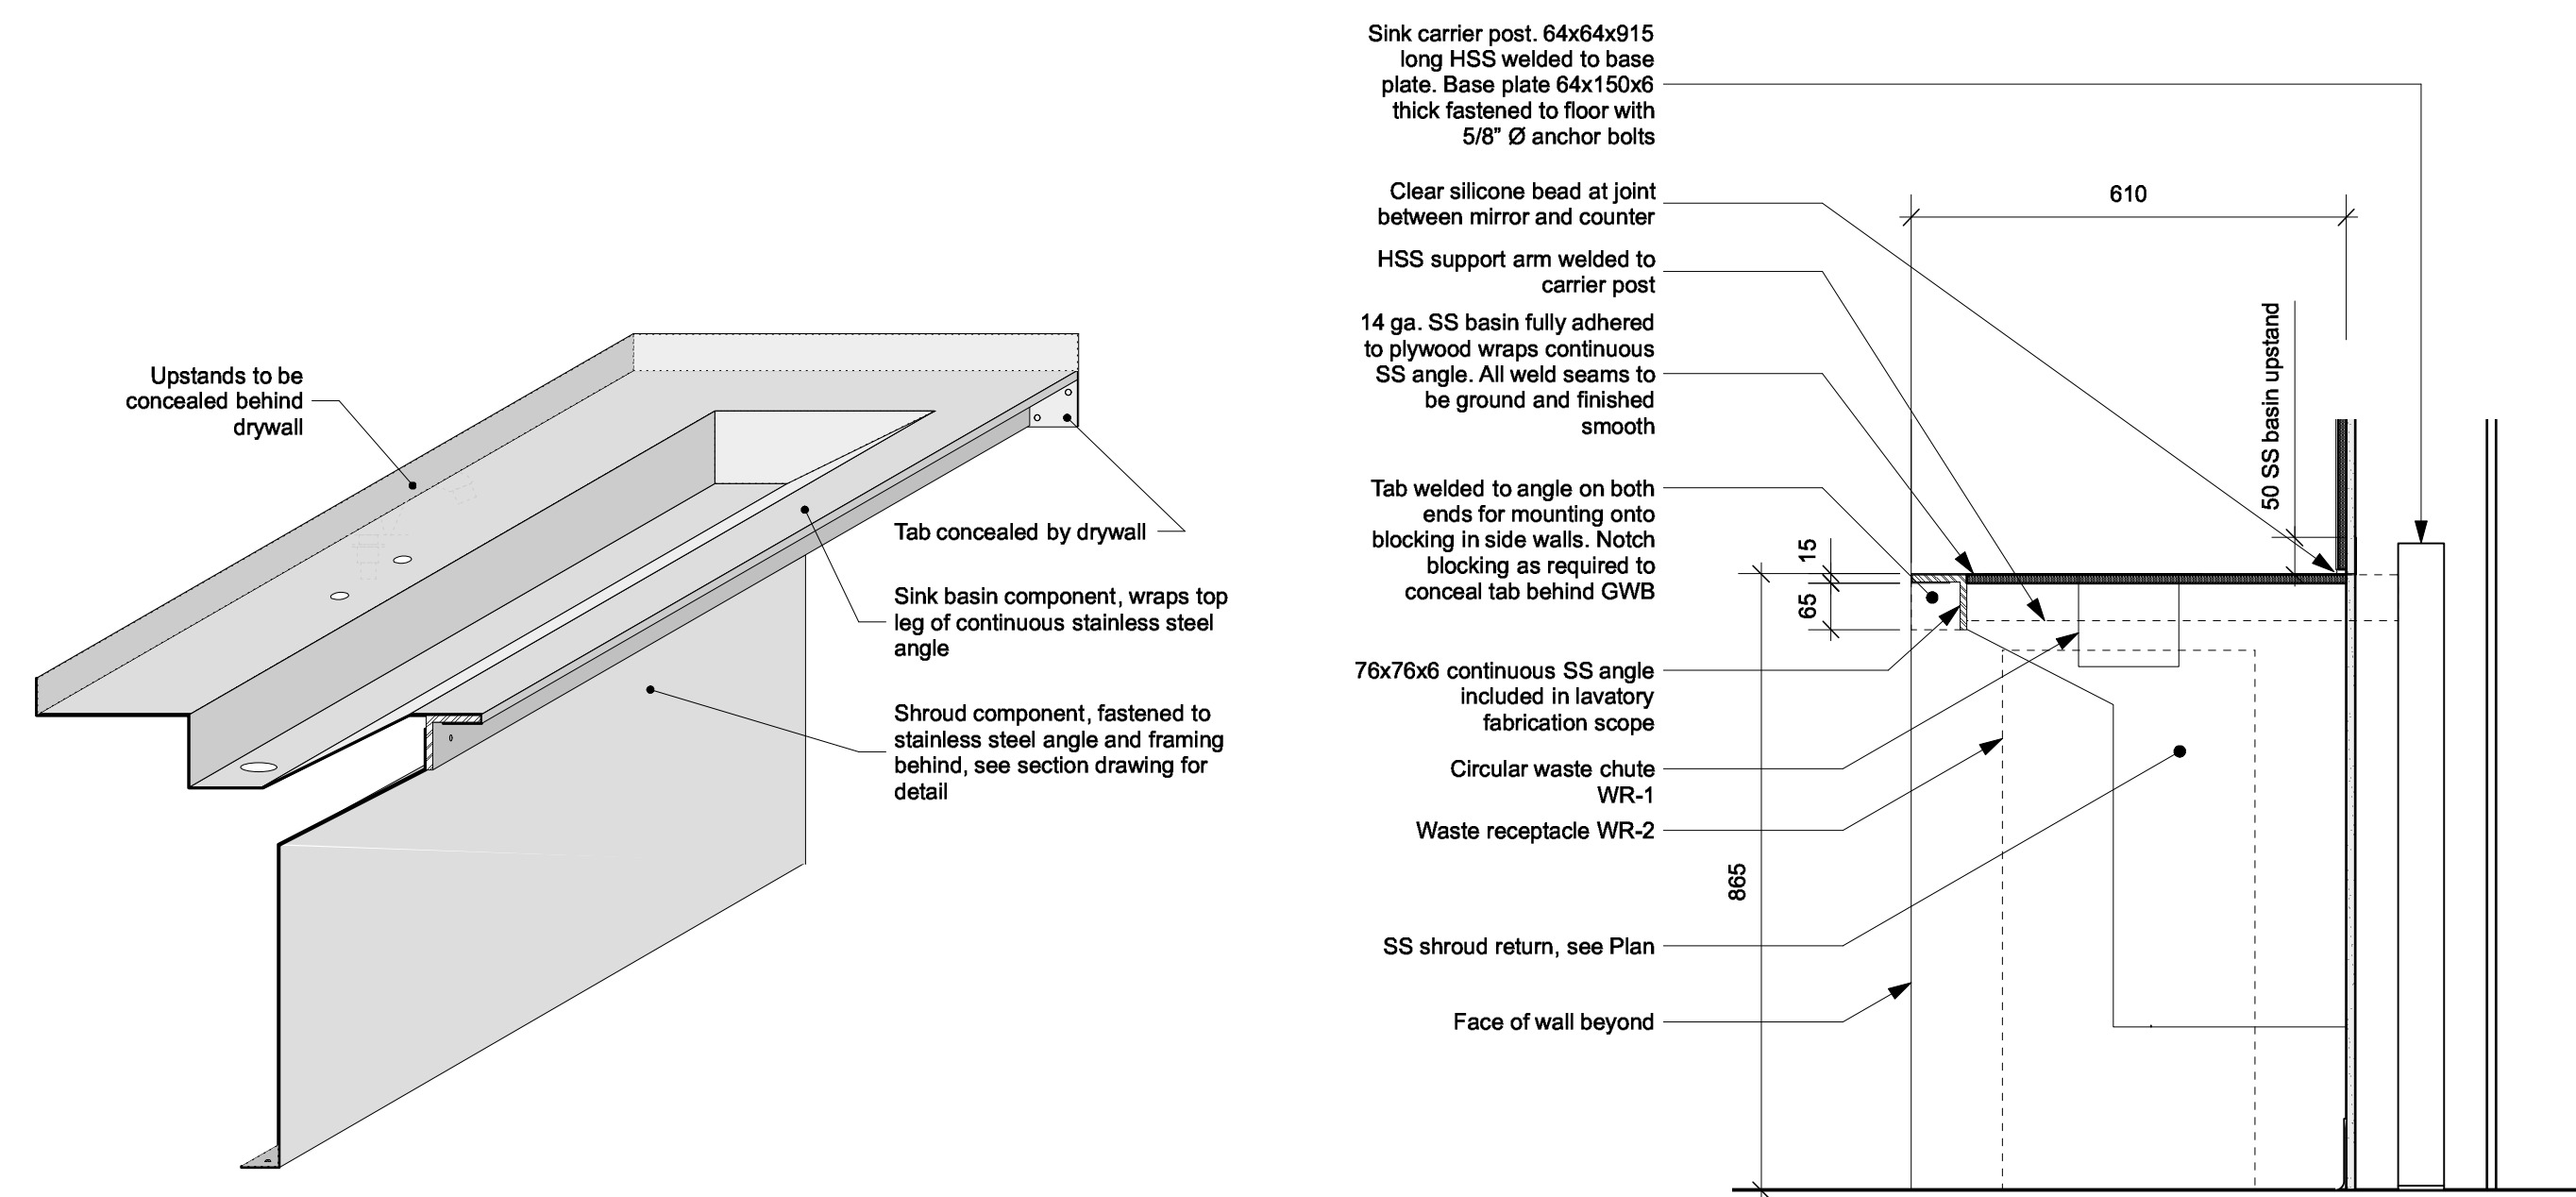 Upstands to be
concealed behind
drywall
Tab concealed by drywall
Sink basin component, wraps top
leg of continuous stainless steel
angle
Shroud component, fastened to
stainless steel angle and framing
behind, see section drawing for
detail
Sink carrier post. 64x64x915
long HSS welded to base
plate. Base plate 64x150x6
thick fastened to floor with
5/8” Ø anchor bolts
Clear silicone bead at joint
between mirror and counter
HSS support arm welded to
carrier post
14 ga. SS basin fully adhered
to plywood wraps continuous
SS angle. All weld seams to
be ground and finished
smooth
Tab welded to angle on both
ends for mounting onto
blocking in side walls. Notch
blocking as required to
conceal tab behind GWB
76x76x6 continuous SS angle
included in lavatory
fabrication scope
Circular waste chute
WR-1
Waste receptacle WR-2
SS shroud return, see Plan
Face of wall beyond
610
50 SS basin upstand
15
65
865